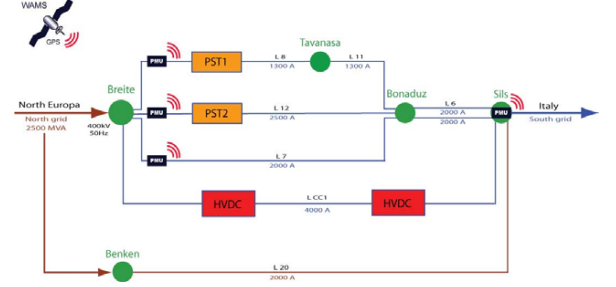 WAMS
GPS
Tavanasa
PMU
PST1
L 8
1300 A
L 11
1300 A
Breite
Bonaduz
Sils
North Europa
North grid
2500 MVA
400kV
50Hz
PMU
PST2
L 12
2500 A
L 6
2000 A
2000 A
PMU
Italy
South grid
PMU
L 7
2000 A
HVDC
L CC1
4000 A
HVDC
Benken
L 20
2000 A